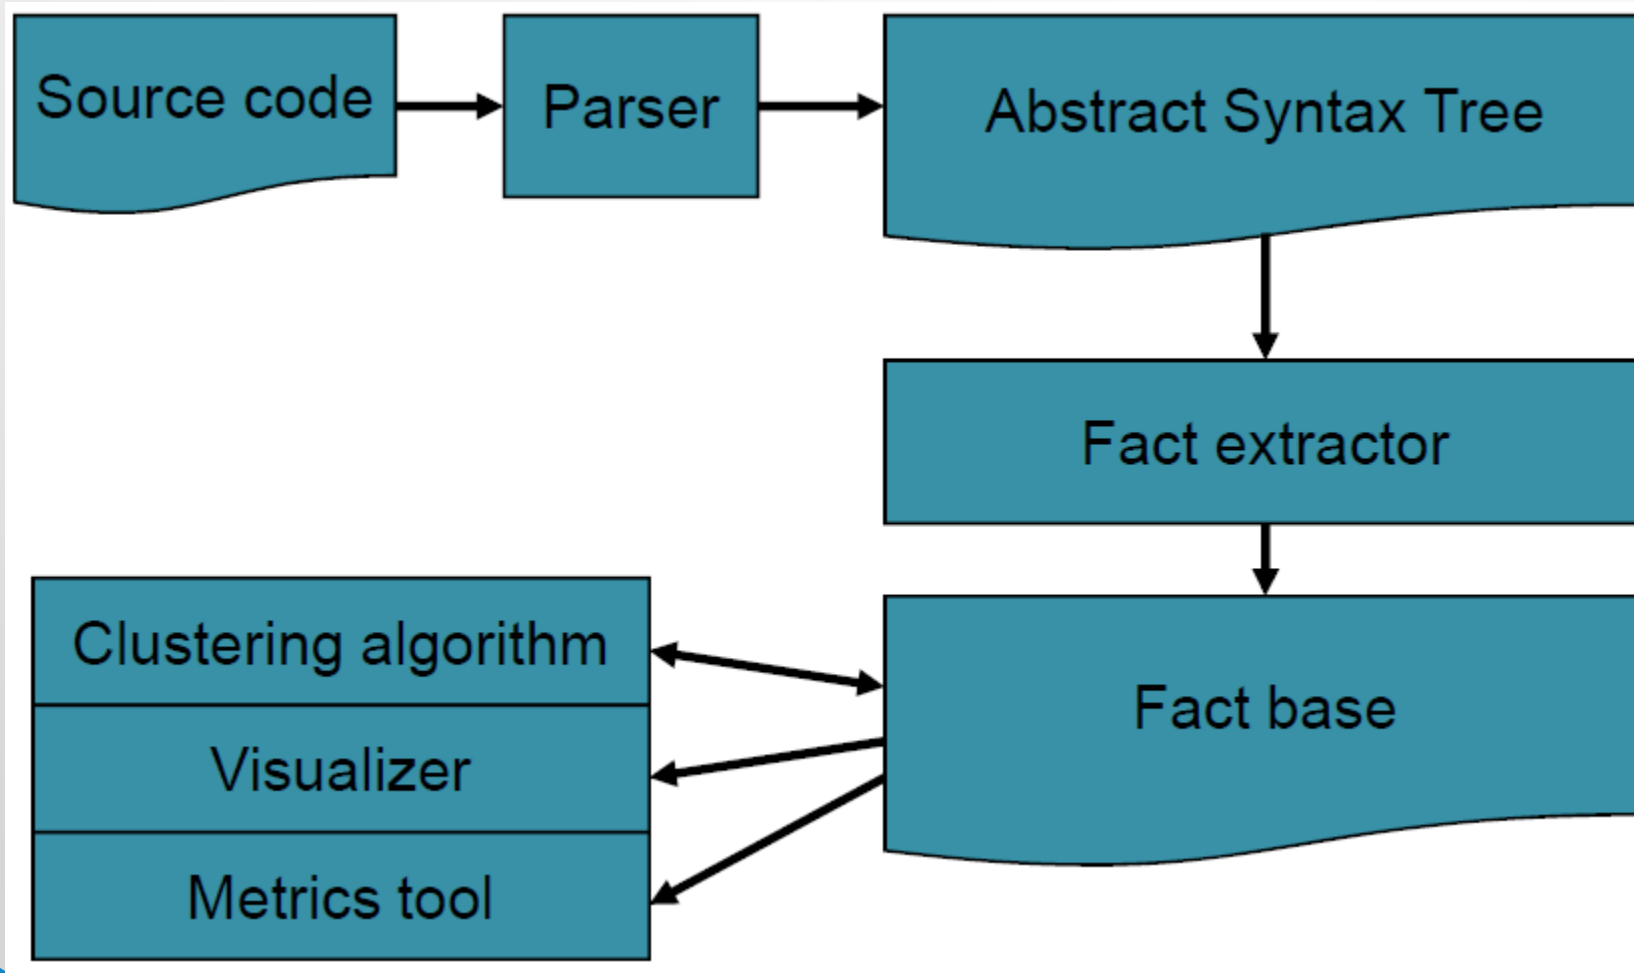 Source code
Parser
Abstract Syntax Tree
Fact extractor
Clustering algorithm
Fact base
Visualizer
Metrics tool